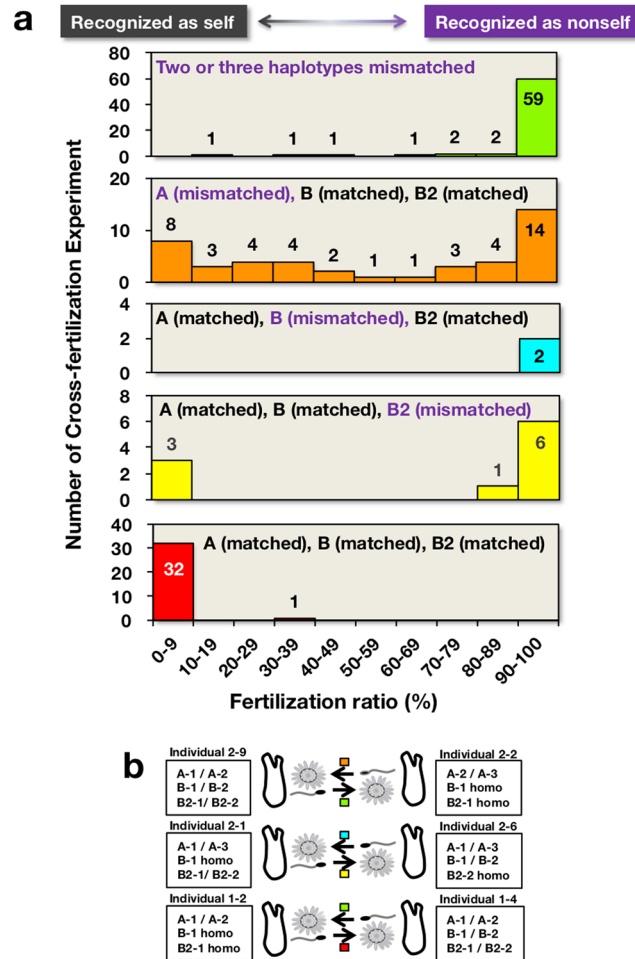 a
Recognized as self
Recognized as nonself
Number of Cross-fertilization Experiment
Two or three haplotypes mismatched
80
60
40
20
0
1
1
1
1
2
2
59
A (mismatched), B (matched), B2 (matched)
20
10
0
8
3
4
4
2
1
1
3
4
14
A (matched), B (mismatched), B2 (matched)
4
2
0
2
A (matched), B (matched), B2 (mismatched)
8
6
4
2
0
3
1
6
A (matched), B (matched), B2 (matched)
40
30
20
10
0
32
1
0-9
10-19
20-29
30-39
40-49
50-59
60-69
70-79
80-89
90-100
Fertilization ratio (%)
b
Individual 2-9
A-1 / A-2
B-1 / B-2
B2-1/ B2-2
Individual 2-2
A-2 / A-3
B-1 homo
B2-1 homo
Individual 2-1
A-1 / A-3
B-1 homo
B2-1/ B2-2
Individual 2-6
A-1 / A-3
B-1 / B-2
B2-2 homo
Individual 1-2
A-1 / A-2
B-1 homo
B2-1 homo
Individual 1-4
A-1 / A-2
B-1 / B-2
B2-1 / B2-2